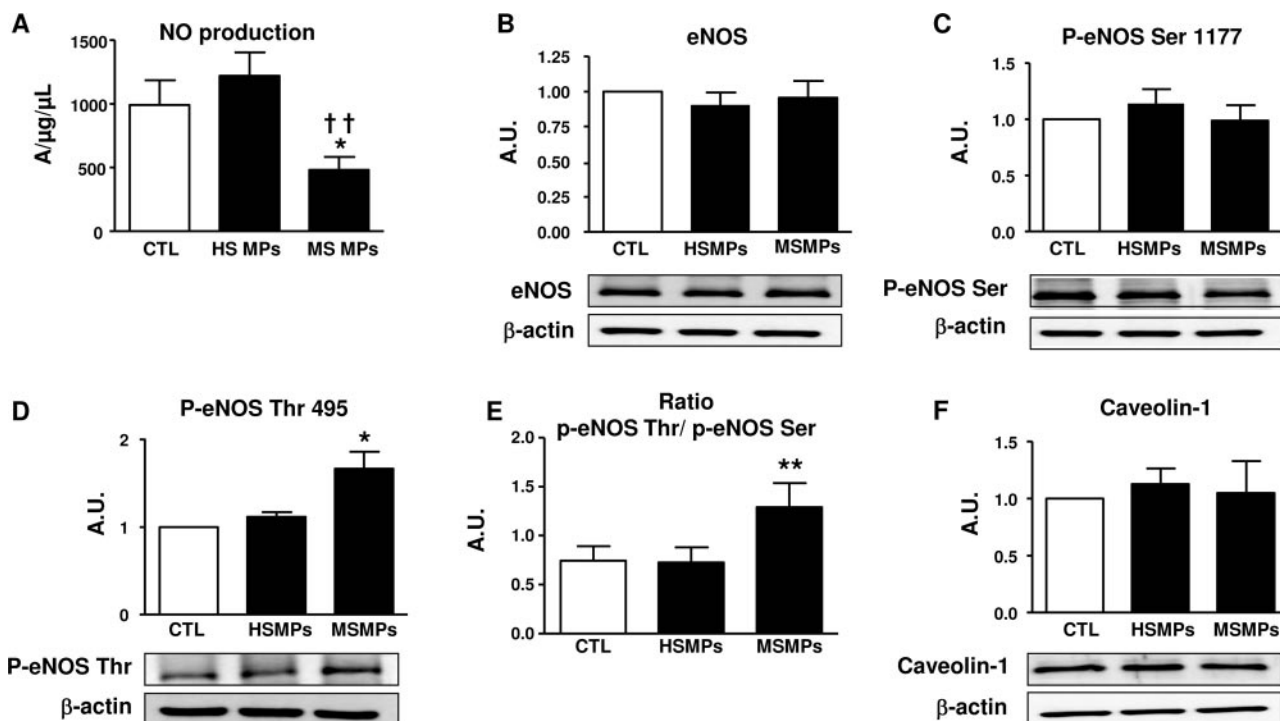 A
NO production
A/µg/µL
1500
1000
500
0
† †
*
CTL HS MPs MS MPs
B
eNOS
A.U.
1.25
1.00
0.75
0.50
0.25
0.00
CTL HSMPs MSMPs
eNOS
β-actin
C
P-eNOS Ser 1177
A.U.
1.5
1.0
0.5
0.0
CTL HSMPs MSMPs
P-eNOS Ser
β-actin
D
P-eNOS Thr 495
A.U.
2
1
0
*
CTL HSMPs MSMPs
P-eNOS Thr
β-actin
E
Ratio
p-eNOS Thr/ p-eNOS Ser
A.U.
2.0
1.5
1.0
0.5
0.0
**
CTL HSMPs MSMPs
F
Caveolin-1
A.U.
1.5
1.0
0.5
0.0
CTL HSMPs MSMPs
Caveolin-1
β-actin